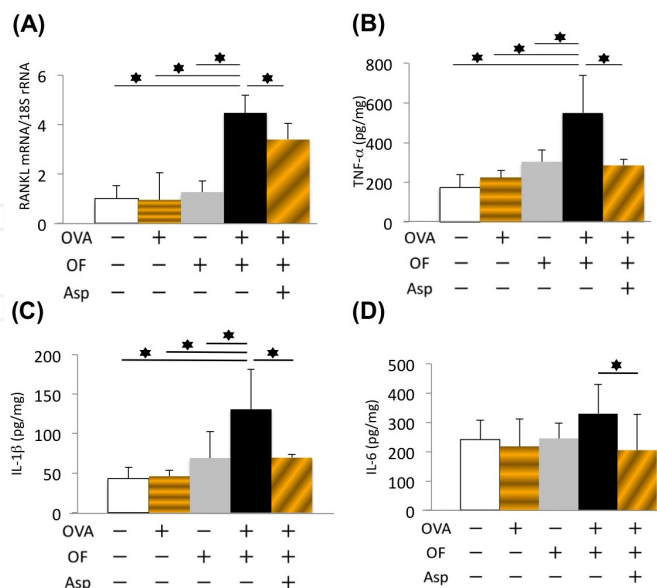 (A)
RANKL mRNA/18S rRNA
6
4
2
0
OVA − + − + +
OF − − + + +
Asp − − − − +
(B)
TNF-α (pg/mg)
800
600
400
200
0
OVA − + − + +
OF − − + + +
Asp − − − − +
(C)
IL-1β (pg/mg)
200
150
100
50
0
OVA − + − + +
OF − − + + +
Asp − − − − +
(D)
IL-6 (pg/mg)
500
400
300
200
100
0
OVA − + − + +
OF − − + + +
Asp − − − − +